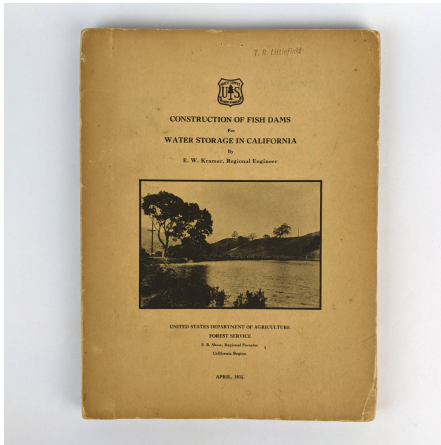 T. R. Littlefield
U S
CONSTRUCTION OF FISH DAMS
For
WATER STORAGE IN CALIFORNIA
By
E. W. Kramer, Regional Engineer
UNITED STATES DEPARTMENT OF AGRICULTURE
FOREST SERVICE
S. B. Show, Regional Forester
California Region
APRIL,